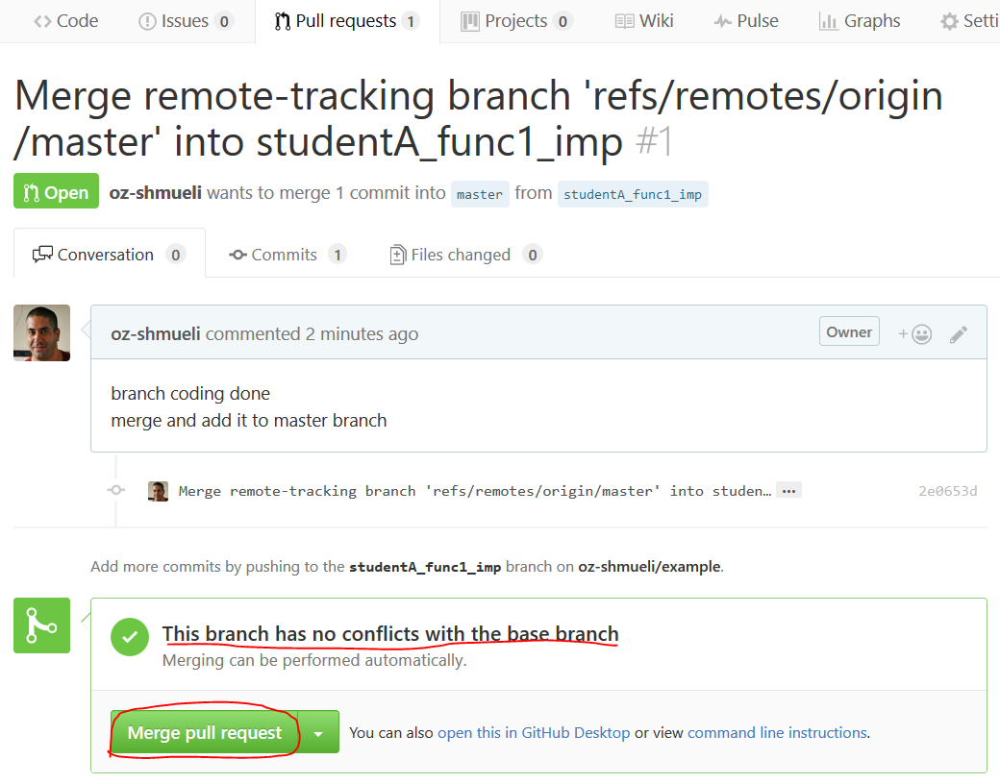 Code Issues 0 Pull requests 1 Projects 0 Wiki Pulse Graphs Setti
Merge remote-tracking branch 'refs/remotes/origin
/master' into studentA_func1_imp #1
Open oz-shmueli wants to merge 1 commit into master from studentA_func1_imp
Conversation 0 Commits 1 Files changed 0
oz-shmueli commented 2 minutes ago Owner +
branch coding done
merge and add it to master branch
Merge remote-tracking branch 'refs/remotes/origin/master' into studen… ... 2e0653d
Add more commits by pushing to the studentA_func1_imp branch on oz-shmueli/example.
This branch has no conflicts with the base branch
Merging can be performed automatically.
Merge pull request You can also open this in GitHub Desktop or view command line instructions.